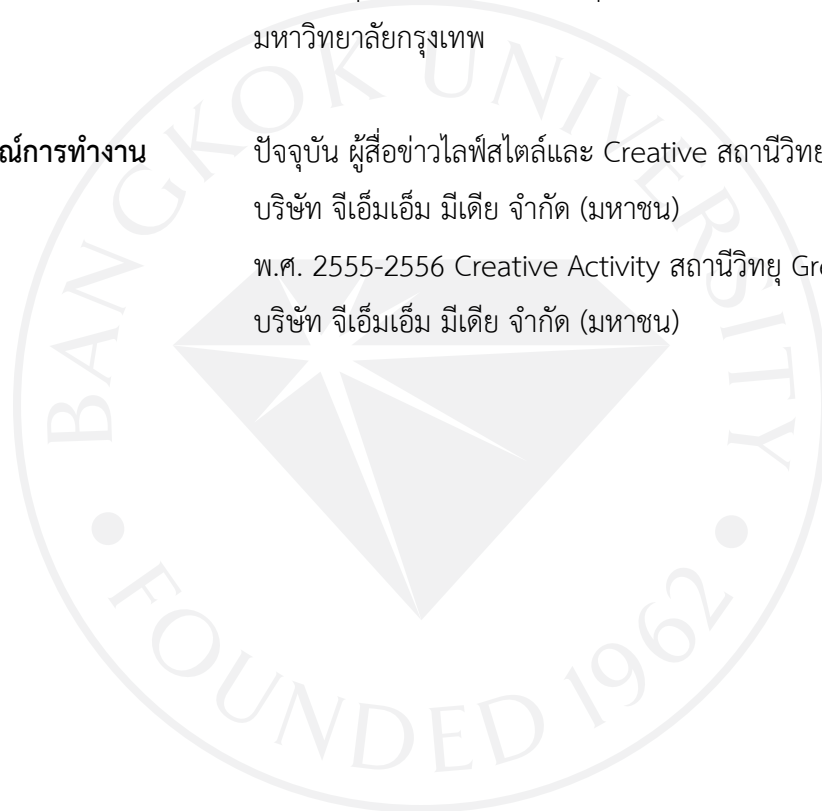 มหาวิทยาลัยกรุงเทพ
ณ์การทำงาน ปัจจุบัน ผู้สื่อข่าวไลฟ์สไตล์และ Creative สถานีวิทย
บริษัท จีเอ็มเอ็ม มีเดีย จำกัด (มหาชน)
พ.ศ. 2555-2556 Creative Activity สถานีวิทยุ Gre
บริษัท จีเอ็มเอ็ม มีเดีย จำกัด (มหาชน)
BANGKOK UNIVERSITY
FOUNDED 1962